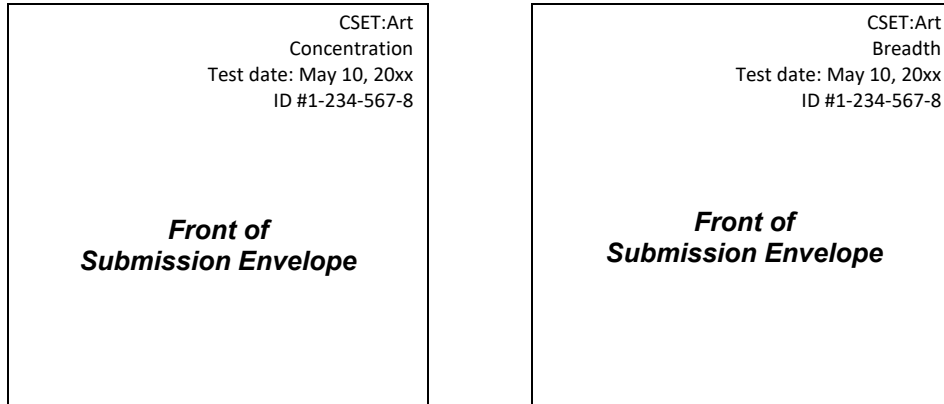 CSET:Art
Concentration
Test date: May 10, 20xx
ID #1-234-567-8
Front of
Submission Envelope
CSET:Art
Breadth
Test date: May 10, 20xx
ID #1-234-567-8
Front of
Submission Envelope